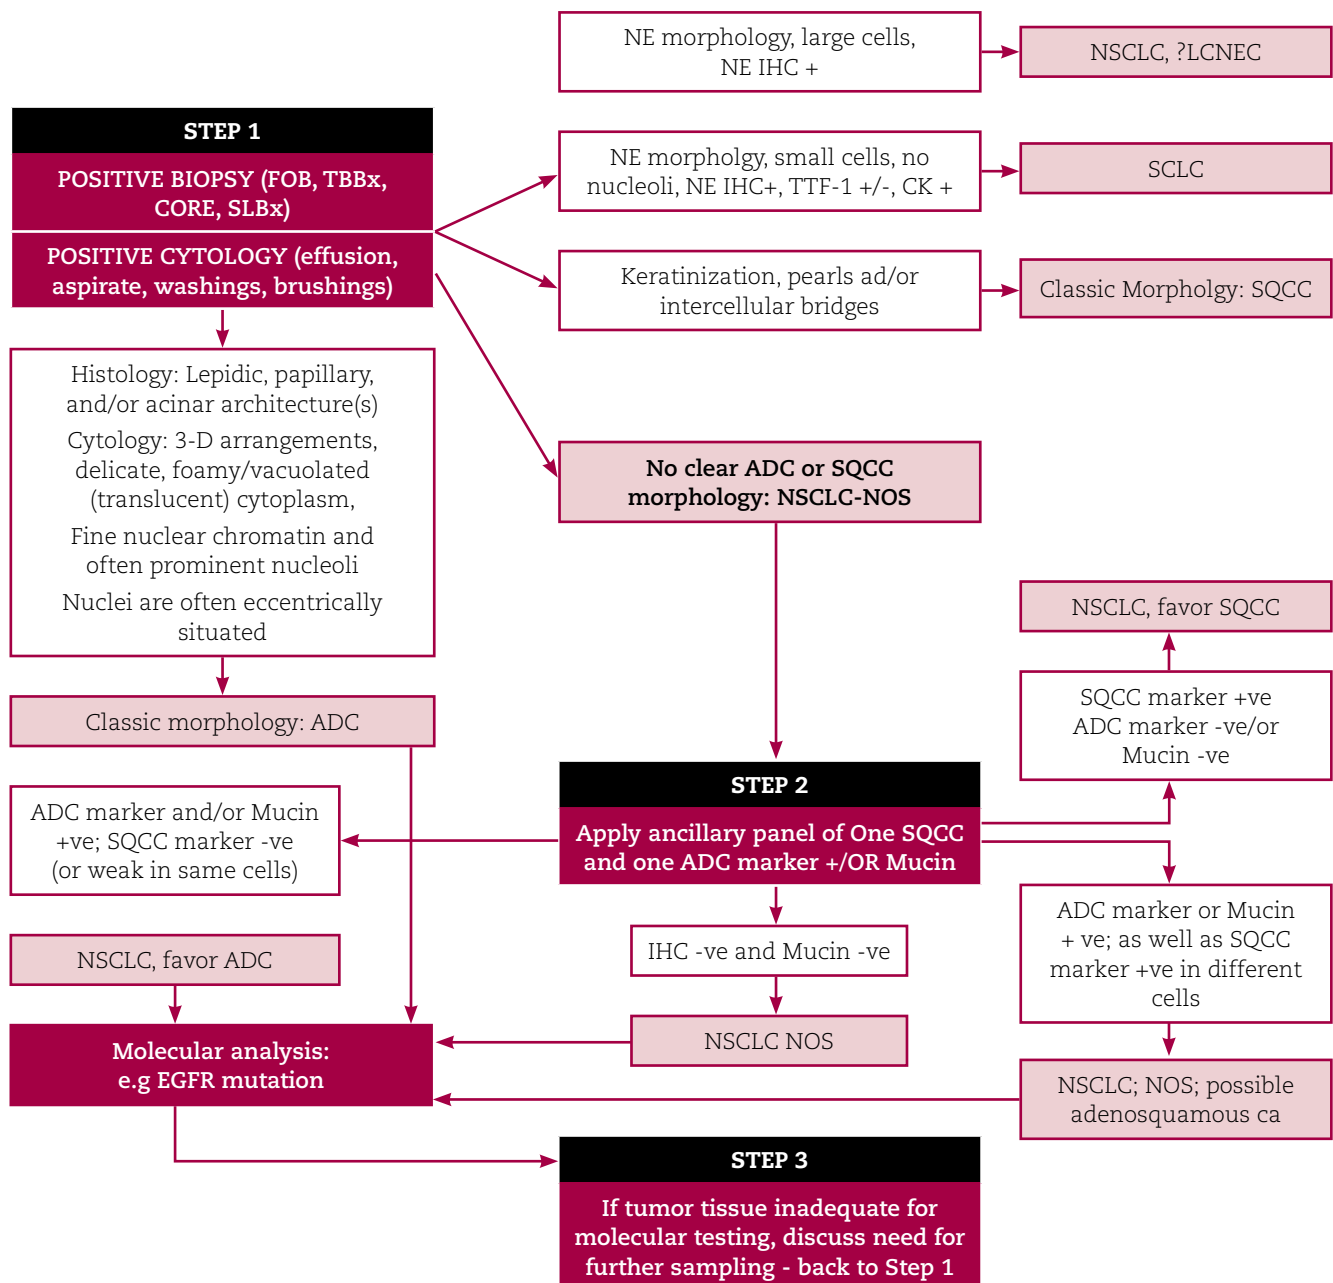 NE morphology, large cells,
NE IHC +
NSCLC, ?LCNEC
STEP 1
POSITIVE BIOPSY (FOB, TBBx,
CORE, SLBx)
POSITIVE CYTOLOGY (effusion,
aspirate, washings, brushings)
NE morpholgy, small cells, no
nucleoli, NE IHC+, TTF-1 +/-, CK +
SCLC
Keratinization, pearls ad/or
intercellular bridges
Classic Morpholgy: SQCC
Histology: Lepidic, papillary,
and/or acinar architecture(s)
Cytology: 3-D arrangements,
delicate, foamy/vacuolated
(translucent) cytoplasm,
Fine nuclear chromatin and
often prominent nucleoli
Nuclei are often eccentrically
situated
No clear ADC or SQCC
morphology: NSCLC-NOS
Classic morphology: ADC
NSCLC, favor SQCC
SQCC marker +ve
ADC marker -ve/or
Mucin -ve
STEP 2
Apply ancillary panel of One SQCC
and one ADC marker +/OR Mucin
ADC marker and/or Mucin
+ve; SQCC marker -ve
(or weak in same cells)
ADC marker or Mucin
+ ve; as well as SQCC
marker +ve in different
cells
IHC -ve and Mucin -ve
NSCLC, favor ADC
NSCLC NOS
Molecular analysis:
e.g EGFR mutation
NSCLC; NOS; possible
adenosquamous ca
STEP 3
If tumor tissue inadequate for
molecular testing, discuss need for
further sampling - back to Step 1